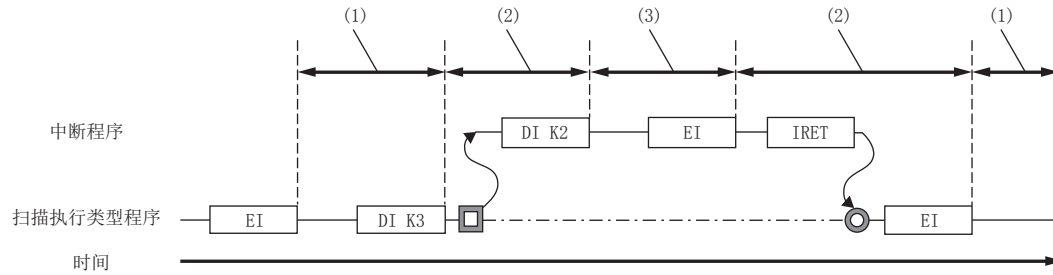 (1) (2) (3) (2) (1)
中断程序 DI K2 EI IRET
扫描执行类型程序 EI DI K3 EI
时间